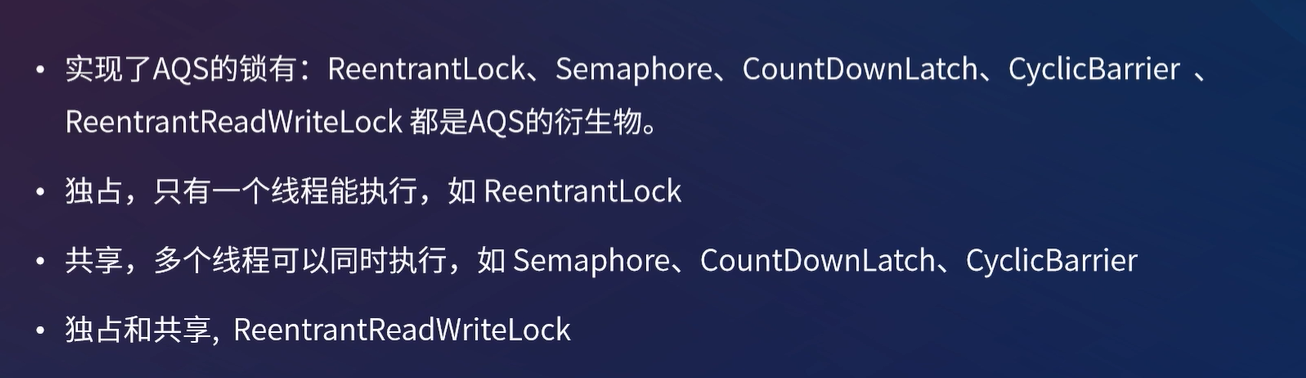 • 实现了AQS的锁有：ReentrantLock、Semaphore、CountDownLatch、CyclicBarrier 、
ReentrantReadWriteLock 都是AQS的衍生物。
• 独占，只有一个线程能执行，如 ReentrantLock
• 共享，多个线程可以同时执行，如 Semaphore、CountDownLatch、CyclicBarrier
• 独占和共享, ReentrantReadWriteLock